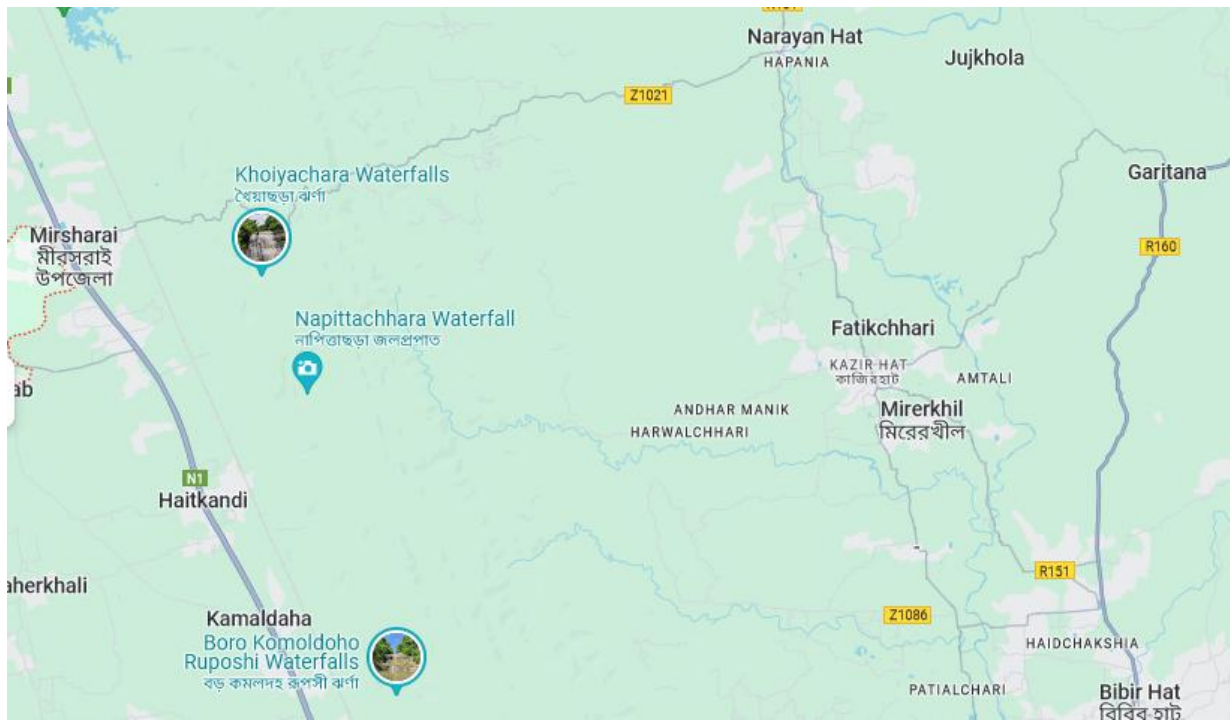 Narayan Hat
HAPANIA
Jujkhola
Z1021
Khoiyachara Waterfalls
খৈয়াছড়া ঝর্ণা
Garitana
Mirsharai
মীরসরাই
উপজেলা
R160
Napittachhara Waterfall
নাপিত্তাছড়া জলপ্রপাত
Fatikchhari
KAZIR HAT
কাজিরহাট
AMTALI
ab
ANDHAR MANIK
Mirerkhil
মিরেরখীল
HARWALCHHARI
N1
Haitkandi
R151
aherkhali
Kamaldaha
Z1086
Boro Komoldoho
Ruposhi Waterfalls
বড় কমলদহ রূপসী ঝর্ণা
HAIDCHAKSHIA
PATIALCHARI
Bibir Hat
বিবির হাট